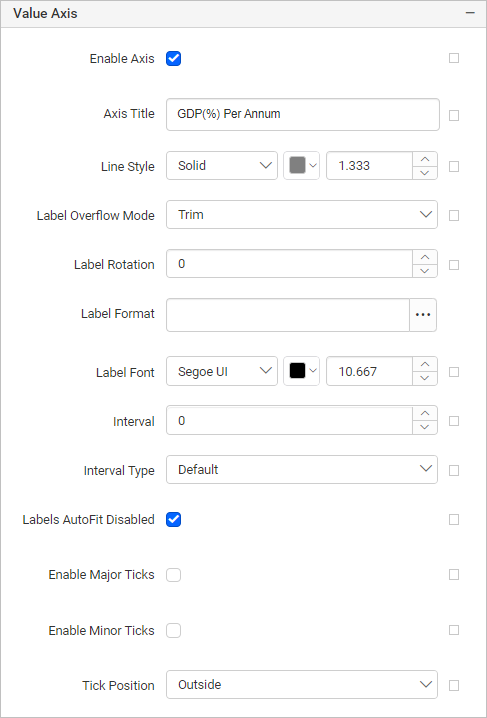 Value Axis
Enable Axis
Axis Title GDP(%) Per Annum
Line Style Solid 1.333
Label Overflow Mode Trim
Label Rotation 0
Label Format ...
Label Font Segoe UI 10.667
Interval 0
Interval Type Default
Labels AutoFit Disabled
Enable Major Ticks
Enable Minor Ticks
Tick Position Outside